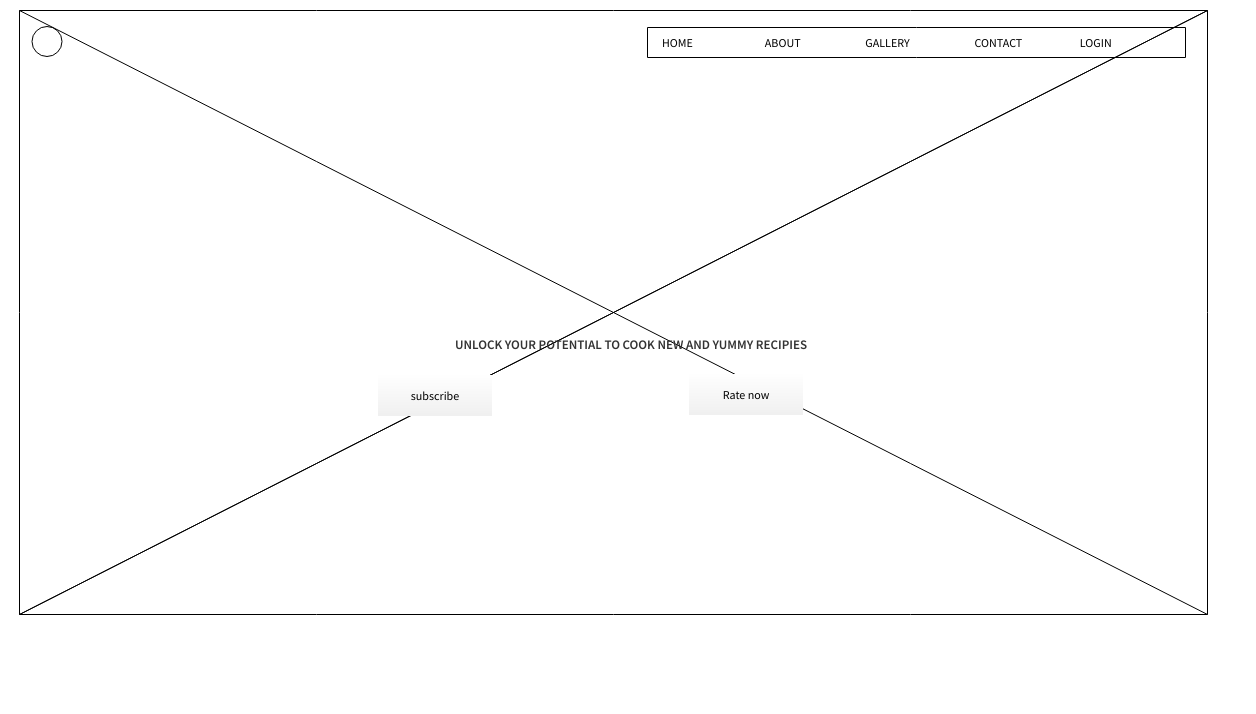 HOME ABOUT GALLERY CONTACT LOGIN
UNLOCK YOUR POTENTIAL TO COOK NEW AND YUMMY RECIPIES
subscribe Rate now